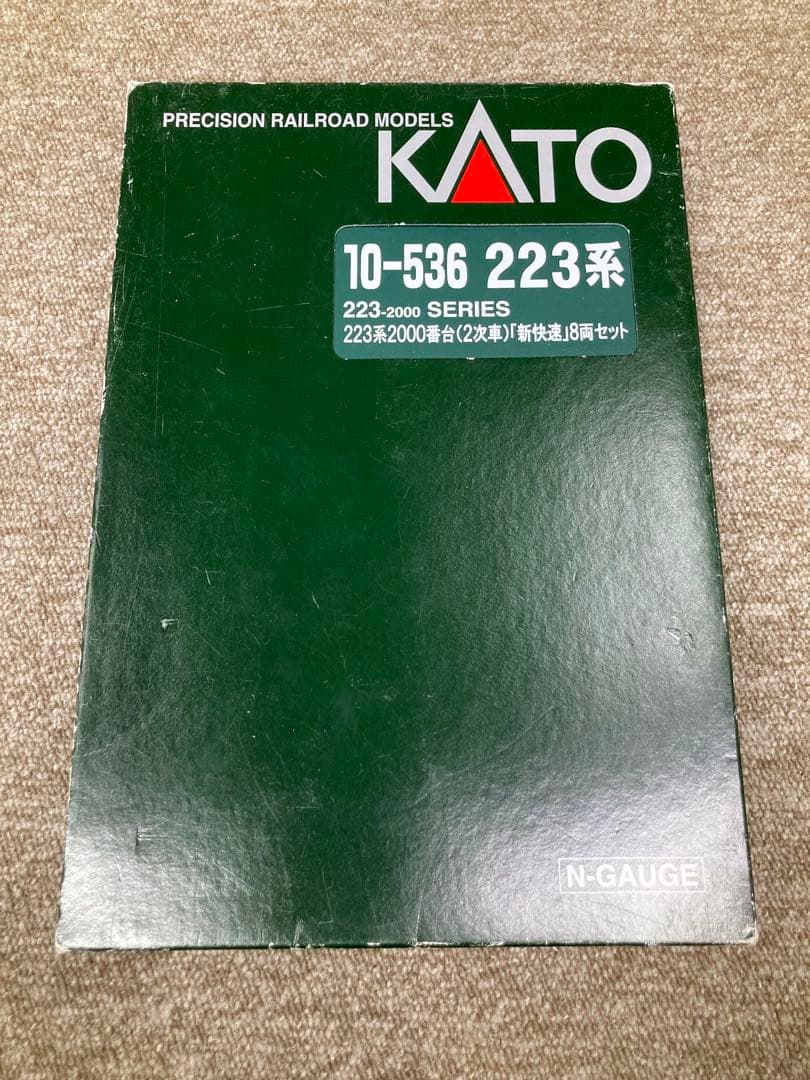 PRECISION RAILROAD MODELS
KATO
10-536 223系
223-2000 SERIES
223系2000番台(2次車)「新快速」8両セット
N-GAUGE